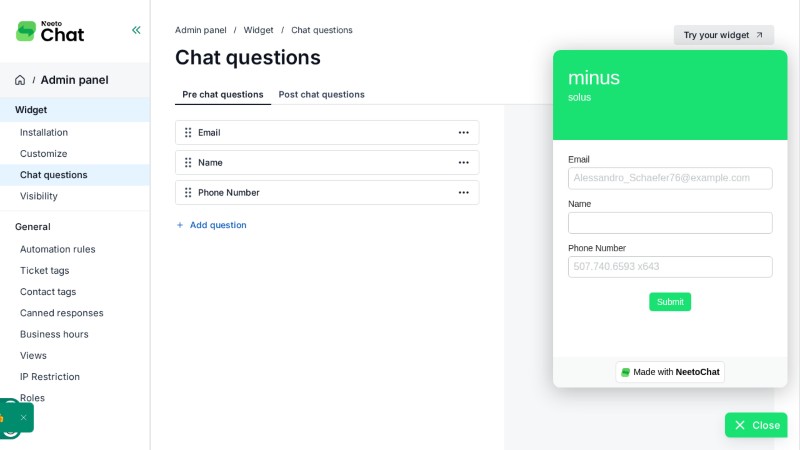 Neeto
Chat
/ Admin panel
Widget
Installation
Customize
Chat questions
Visibility
General
Automation rules
Ticket tags
Contact tags
Canned responses
Business hours
Views
IP Restriction
Roles
Admin panel / Widget / Chat questions
Chat questions
Try your widget
Pre chat questions
Post chat questions
Email
Name
Phone Number
+ Add question
minus
solus
Email
Alessandro_Schaefer76@example.com
Name
Phone Number
507.740.6593 x643
Submit
Made with NeetoChat
Close